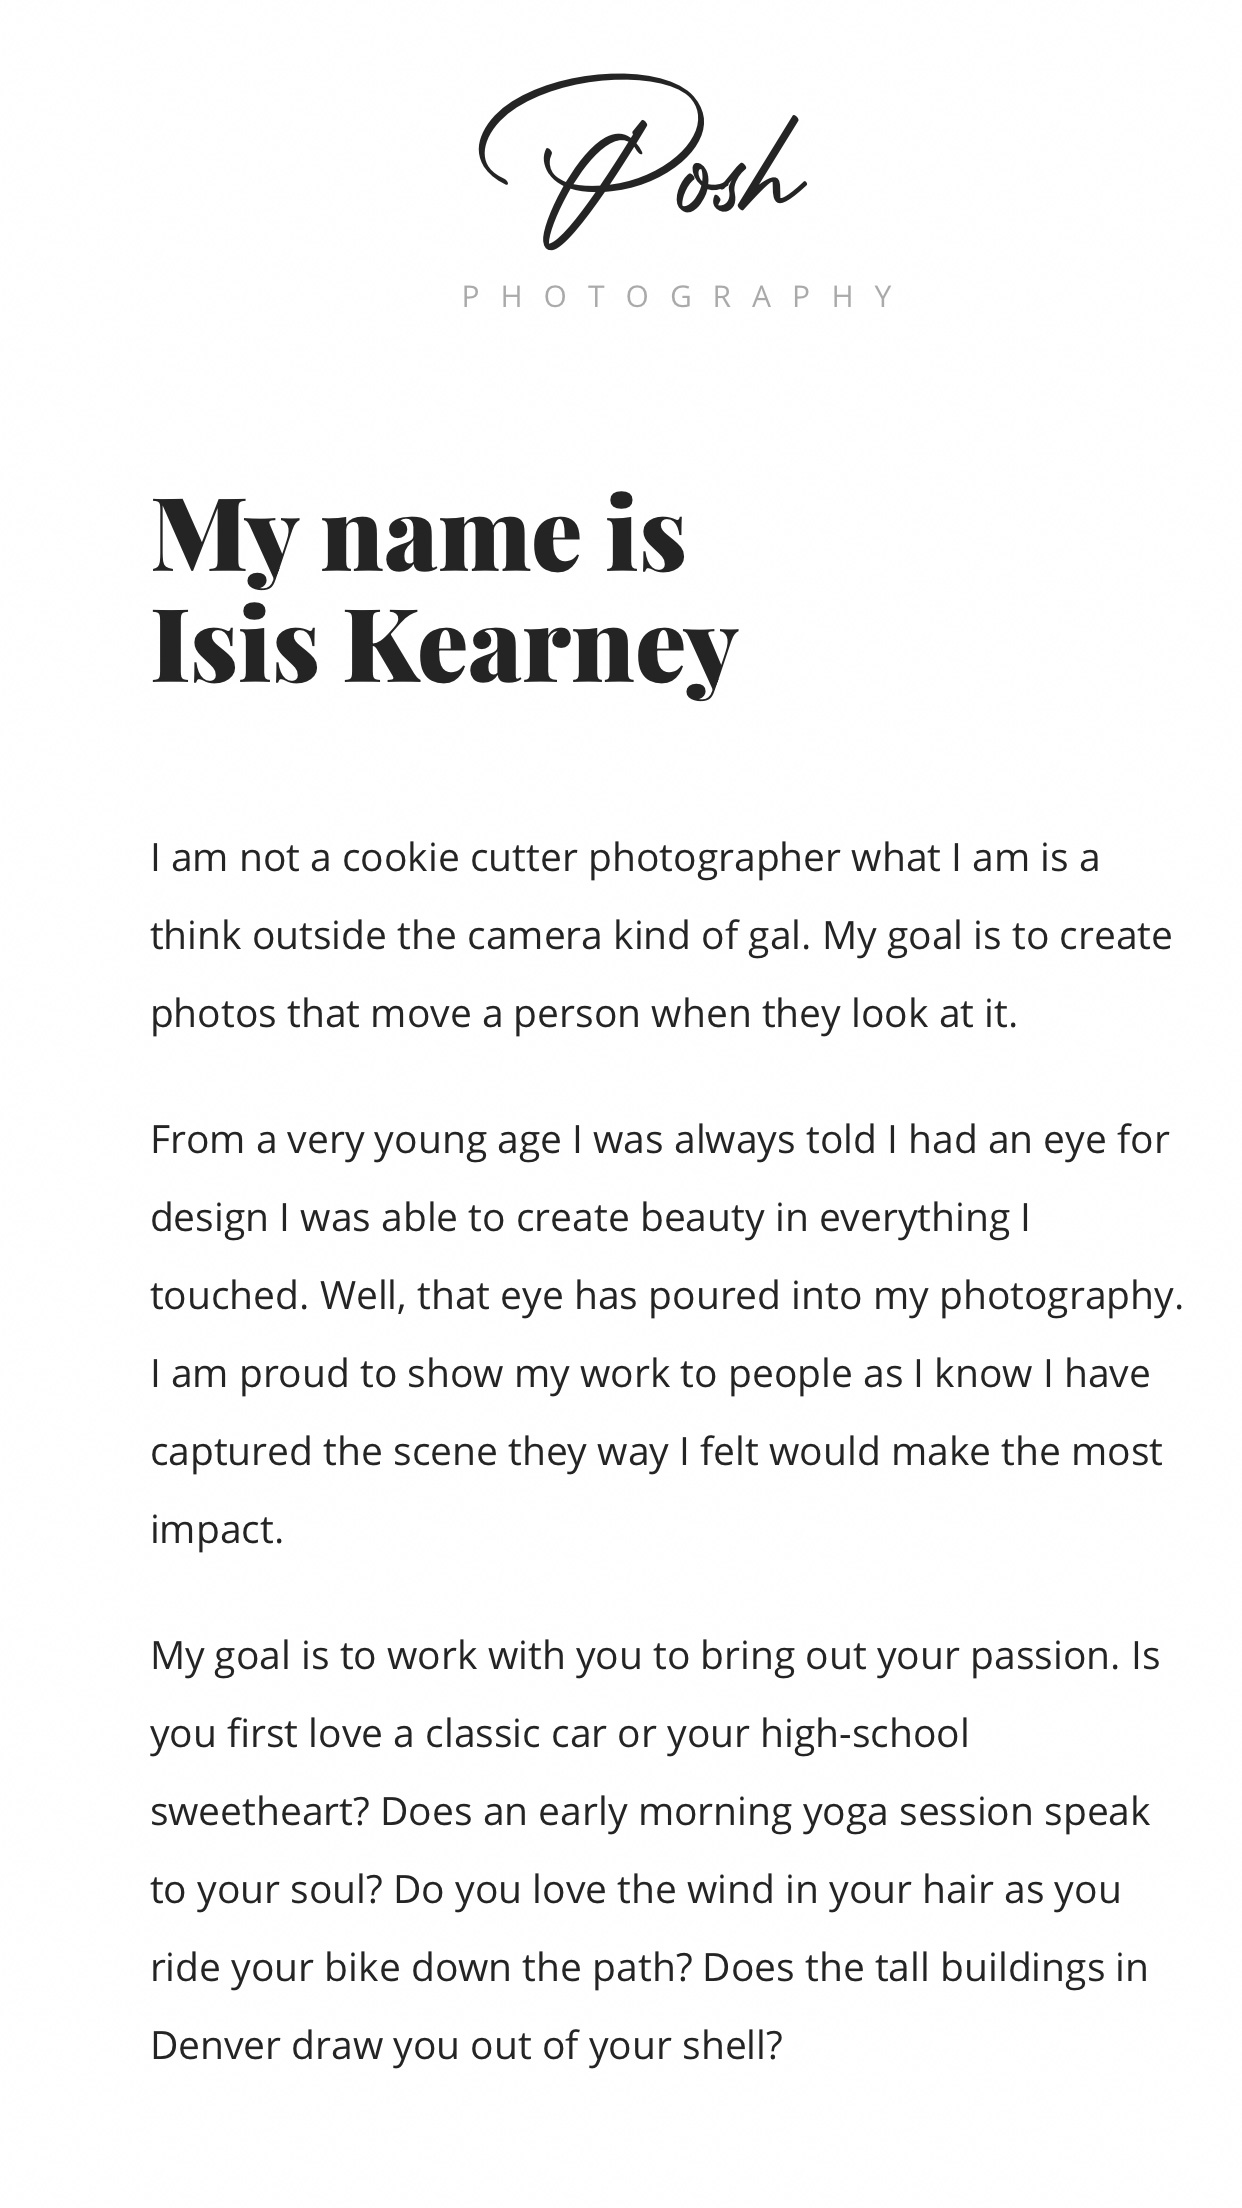 Posh
PHOTOGRAPHY
My name is
Isis Kearney
I am not a cookie cutter photographer what I am is a
think outside the camera kind of gal. My goal is to create
photos that move a person when they look at it.
From a very young age I was always told I had an eye for
design I was able to create beauty in everything I
touched. Well, that eye has poured into my photography.
I am proud to show my work to people as I know I have
captured the scene they way I felt would make the most
impact.
My goal is to work with you to bring out your passion. Is
you first love a classic car or your high-school
sweetheart? Does an early morning yoga session speak
to your soul? Do you love the wind in your hair as you
ride your bike down the path? Does the tall buildings in
Denver draw you out of your shell?